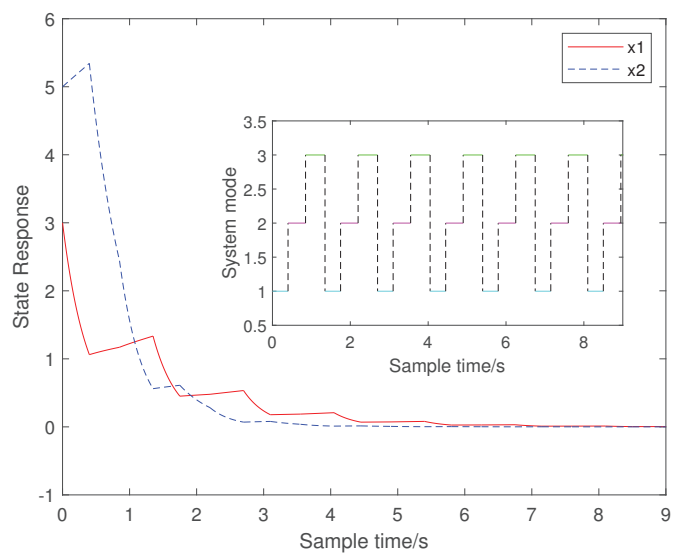 6
5
4
3
2
1
0
-1
State Response
x1
x2
3.5
3
2.5
2
1.5
1
0.5
System mode
0 2 4 6 8
Sample time/s
0 1 2 3 4 5 6 7 8 9
Sample time/s